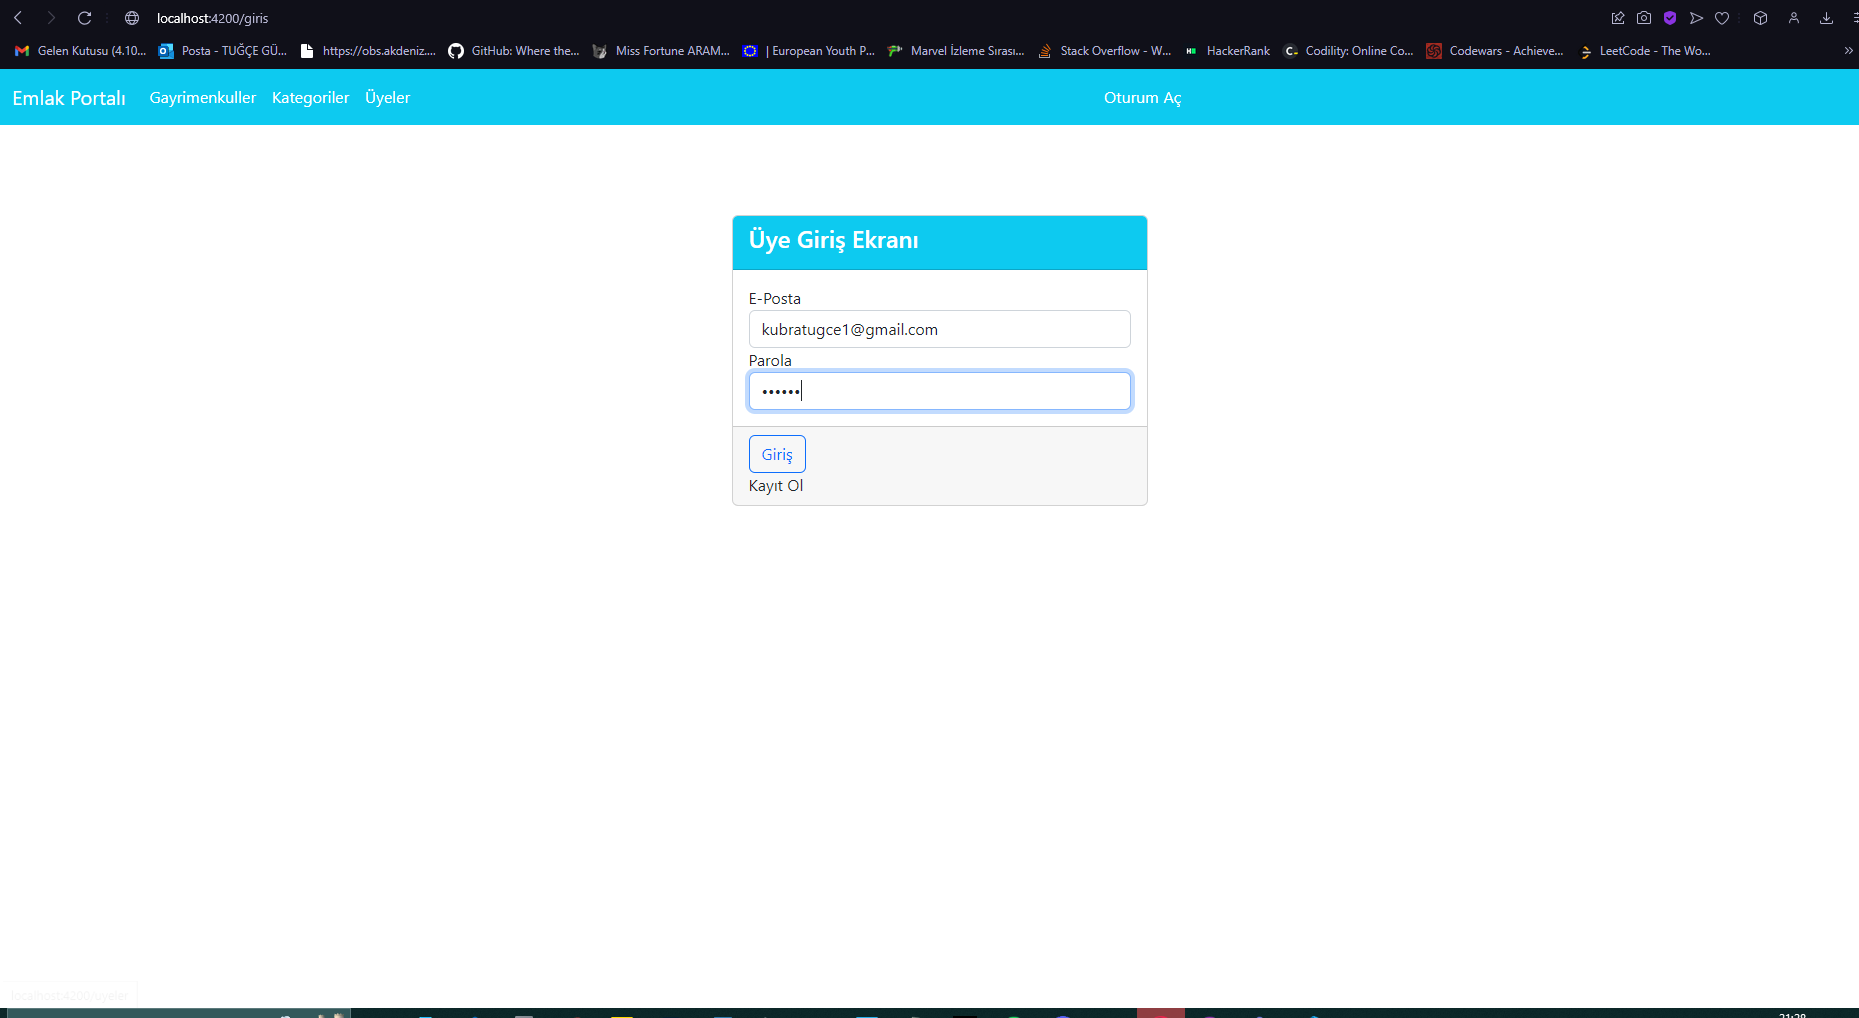 localhost:4200/giris
Gelen Kutusu (4.10... Posta - TUĞÇE GÜ... https://obs.akdeniz.... GitHub: Where the... Miss Fortune ARAM... | European Youth P... Marvel İzleme Sırası... Stack Overflow - W... HackerRank Codility: Online Co... Codewars - Achieve... LeetCode - The Wo... »
Emlak Portalı Gayrimenkuller Kategoriler Üyeler Oturum Aç
Üye Giriş Ekranı
E-Posta
kubratugce1@gmail.com
Parola
••••••
Giriş
Kayıt Ol
localhost:4200/uyeler